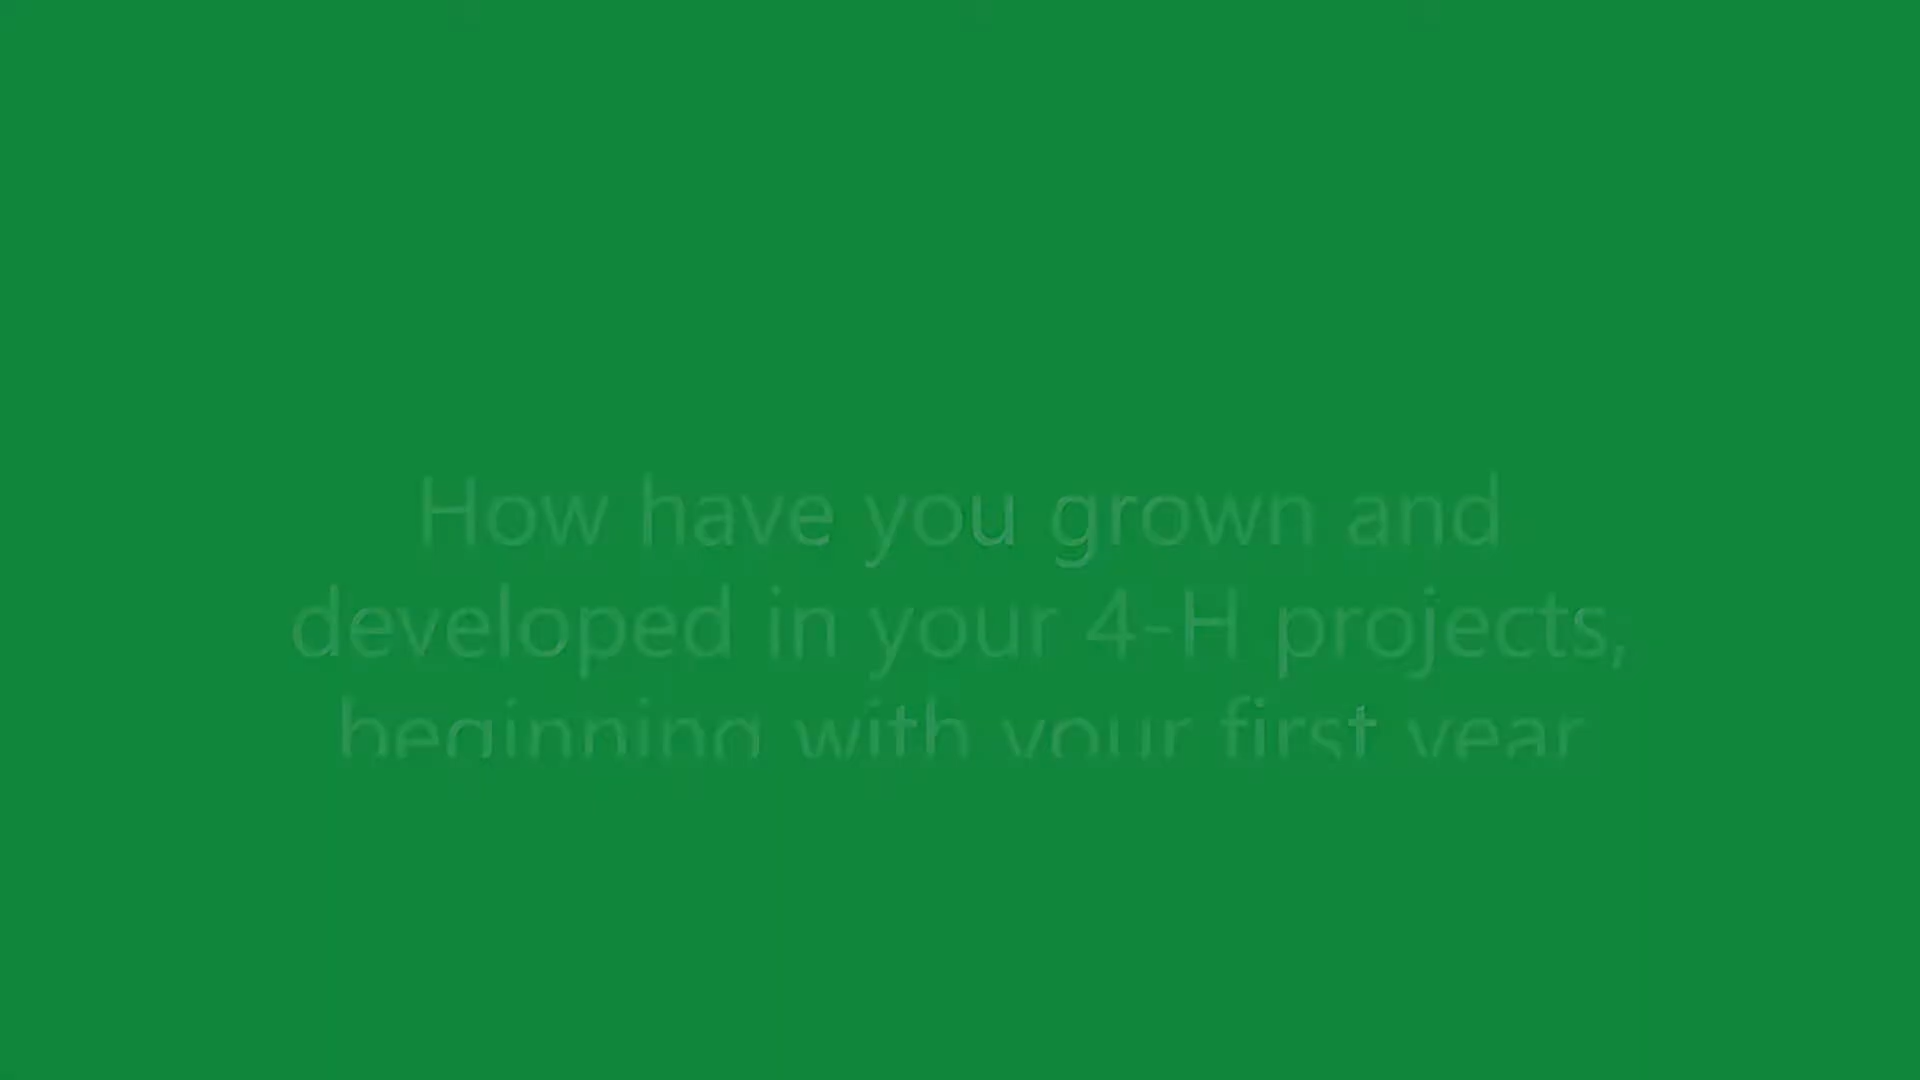 How have you grown and
developed in your 4-H projects,
beginning with your first year